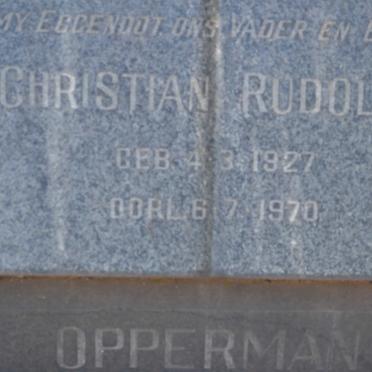 MY EGGENOOT ONS VADER EN
CHRISTIAN RUDOL
GEB. 4.3.1927
OORL. 6.7.1970
OPPERMAN